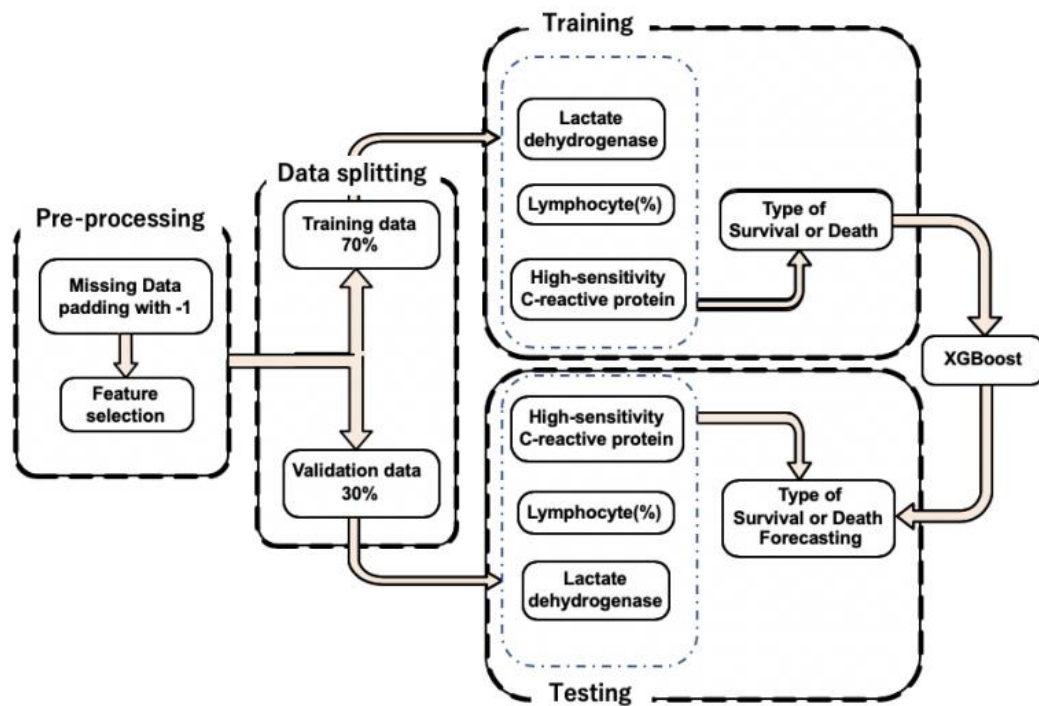 Pre-processing
Missing Data
padding with -1
Feature
selection
Data splitting
Training data
70%
Validation data
30%
Training
Lactate
dehydrogenase
Lymphocyte(%)
High-sensitivity
C-reactive protein
Type of
Survival or Death
XGBoost
High-sensitivity
C-reactive protein
Lymphocyte(%)
Lactate
dehydrogenase
Type of
Survival or Death
Forecasting
Testing